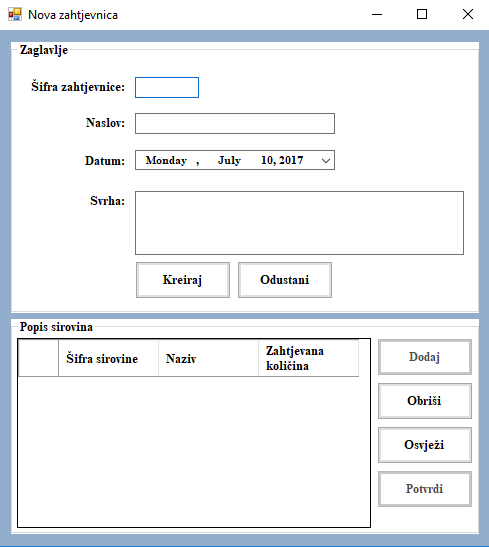 Nova zahtjevnica
Zaglavlje
Šifra zahtjevnice:
Naslov:
Datum: Monday , July 10, 2017
Svrha:
Kreiraj Odustani
Popis sirovina
Šifra sirovine Naziv Zahtjevana
količina
Dodaj
Obriši
Osvježi
Potvrdi